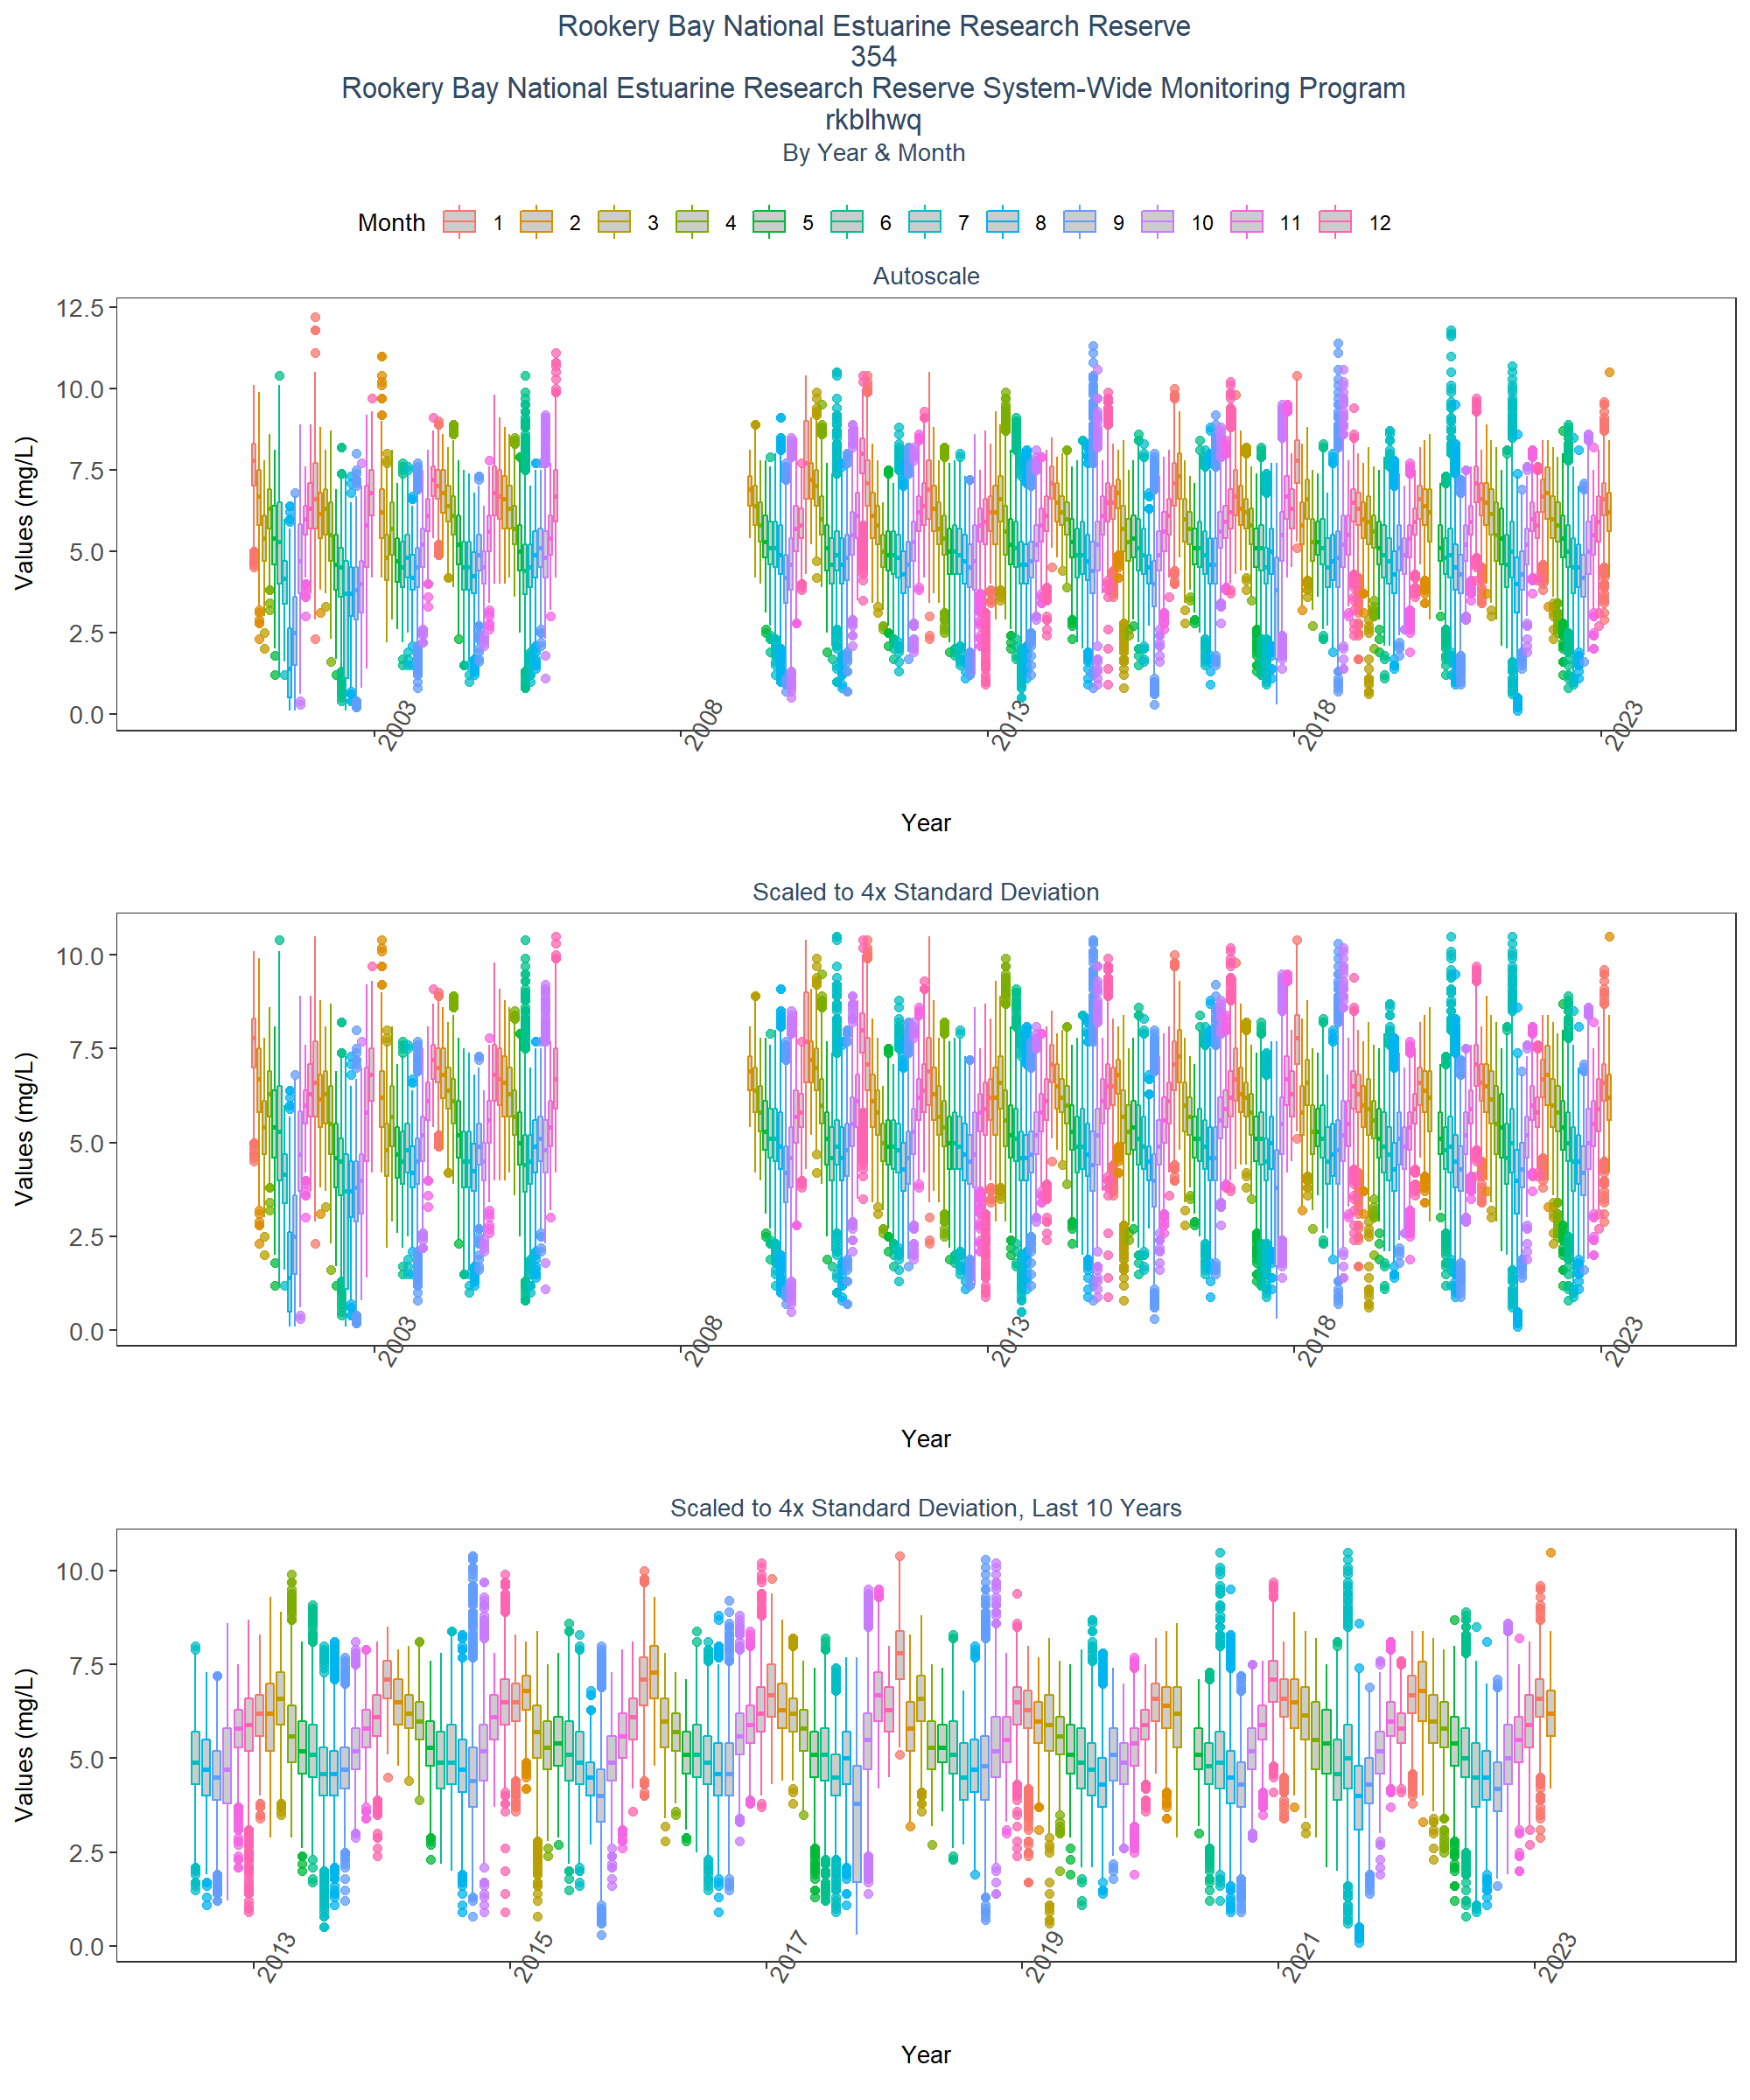 Rookery Bay National Estuarine Research Reserve
354
Rookery Bay National Estuarine Research Reserve System-Wide Monitoring Program
rkblhwq
By Year & Month
Month 1 2 3 4 5 6 7 8 9 10 11 12
Autoscale
Values (mg/L)
12.5
10.0
7.5
5.0
2.5
0.0
2003 2008 2013 2018 2023
Year
Scaled to 4x Standard Deviation
Values (mg/L)
10.0
7.5
5.0
2.5
0.0
2003 2008 2013 2018 2023
Year
Scaled to 4x Standard Deviation, Last 10 Years
Values (mg/L)
10.0
7.5
5.0
2.5
0.0
2013 2015 2017 2019 2021 2023
Year